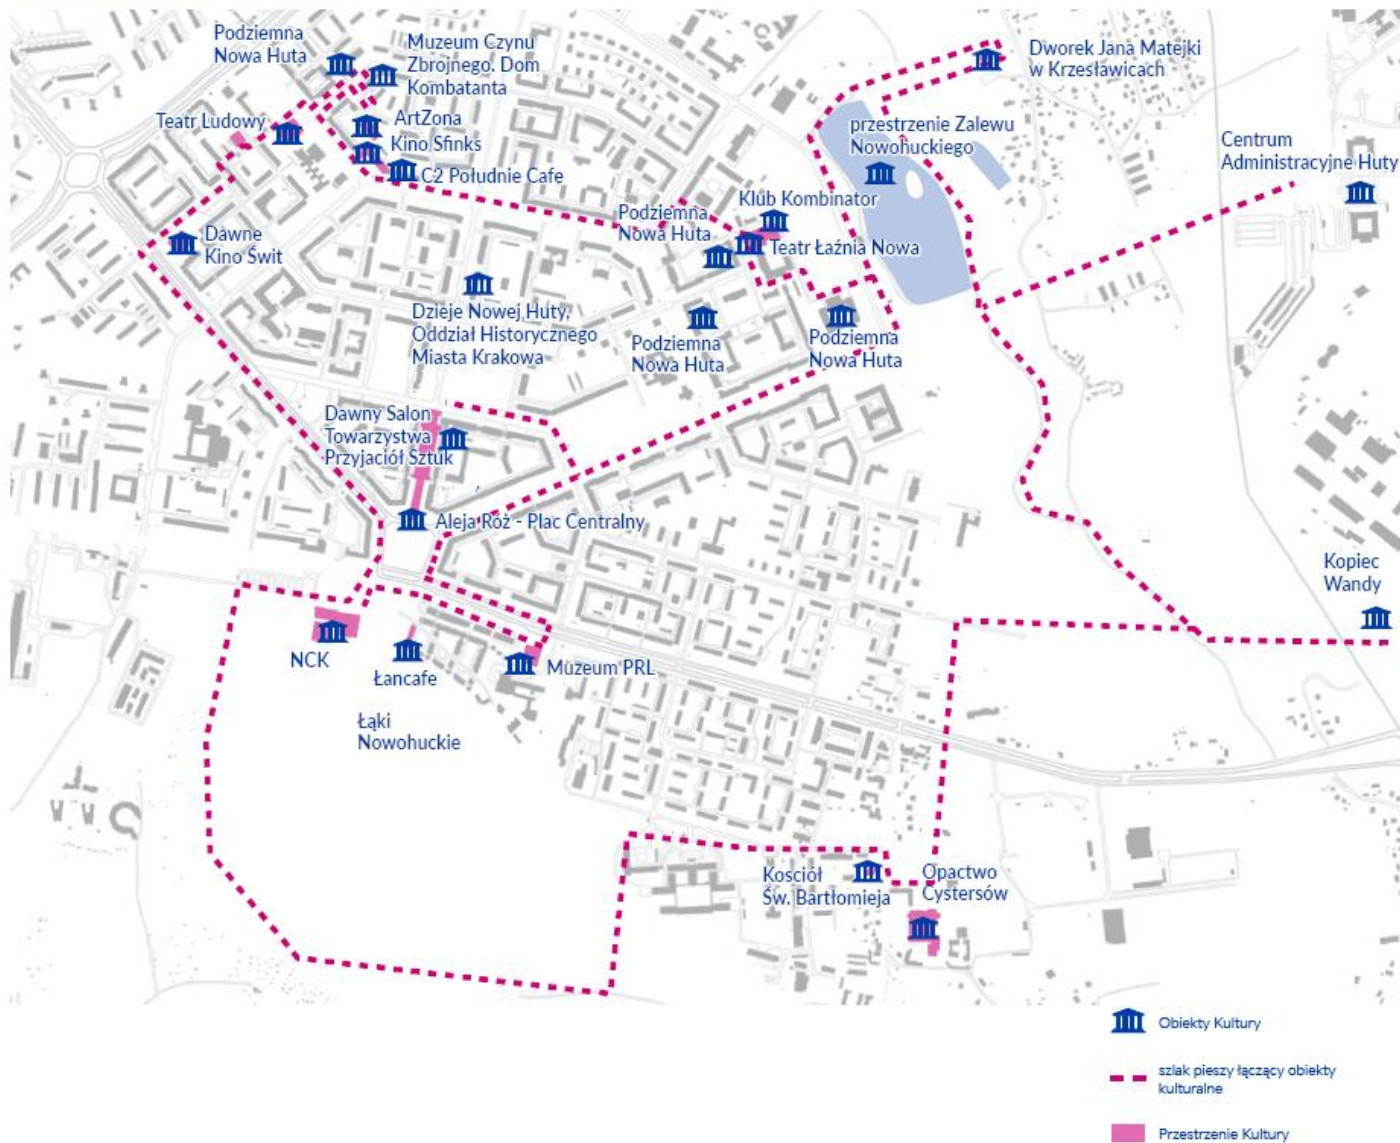 Podziemna
Nowa Huta
Muzeum Czynu
Zbrojnego. Dom
Kombatanta
Dworek Jana Matejki
w Krzesławicach
Teatr Ludowy
ArtZona
Kino Sfinks
C2 Południe Cafe
przestrzenie Zalewu
Nowohuckiego
Centrum
Administracyjne Huty
Klub Kombinator
Podziemna
Nowa Huta
Teatr Łaźnia Nowa
Dawne
Kino Świt
Dzieje Nowej Huty,
Oddział Historycznego
Miasta Krakowa
Podziemna
Nowa Huta
Podziemna
Nowa Huta
Dawny Salon
Towarzystwa
Przyjaciół Sztuk
Aleja Róż - Plac Centralny
Kopiec
Wandy
NCK
Łancafe
Muzeum PRL
Łąki
Nowohuckie
Kosciół
Św. Bartłomieja
Opactwo
Cystersów
Obiekty Kultury
szlak pieszy łączący obiekty
kulturalne
Przestrzenie Kultury